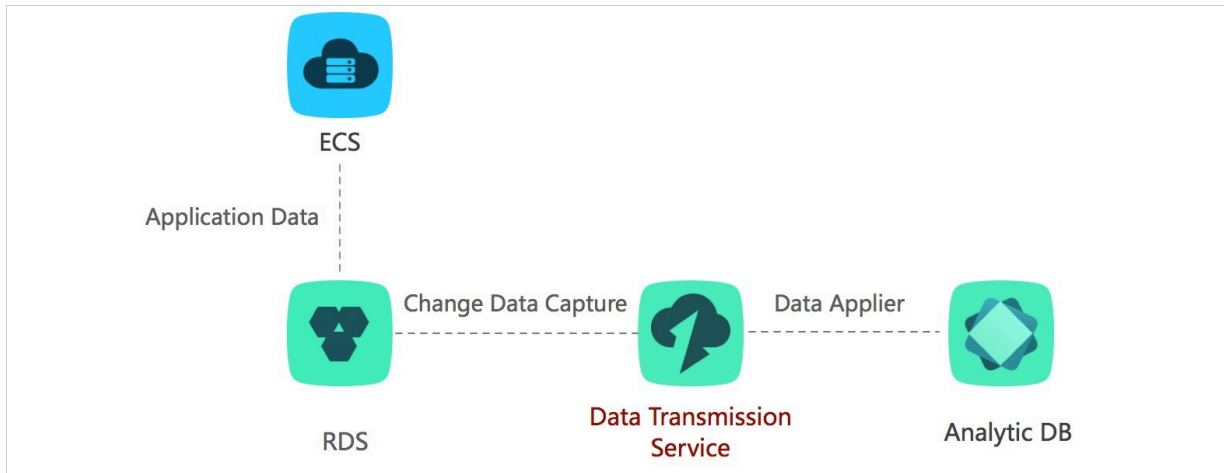 ECS
Application Data
Change Data Capture
Data Applier
RDS
Data Transmission
Service
Analytic DB